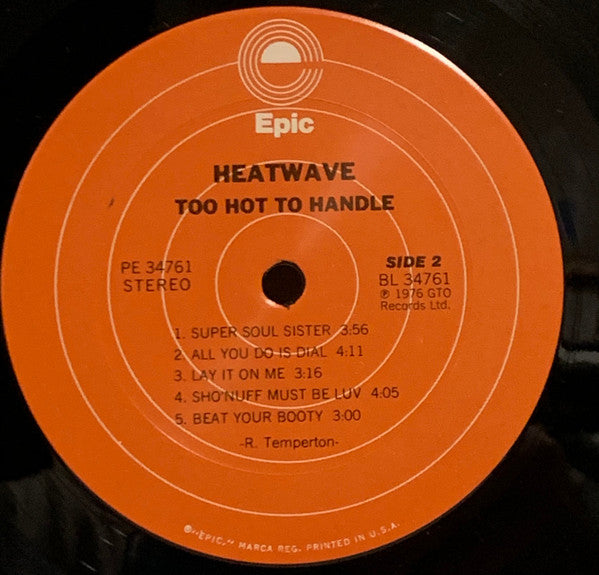 Epic
HEATWAVE
TOO HOT TO HANDLE
PE 34761
STEREO
SIDE 2
BL 34761
℗ 1976 GTO
Records Ltd.
1. SUPER SOUL SISTER 3:56
2. ALL YOU DO IS DIAL 4:11
3. LAY IT ON ME 3:16
4. SHO'NUFF MUST BE LUV 4:05
5. BEAT YOUR BOOTY 3:00
-R. Temperton-
®"EPIC," MARCA REG. PRINTED IN U.S.A.